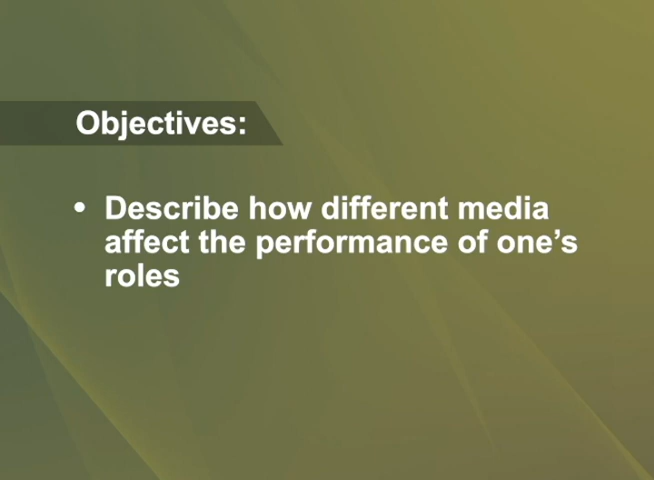 Objectives:
• Describe how different media
affect the performance of one’s
roles